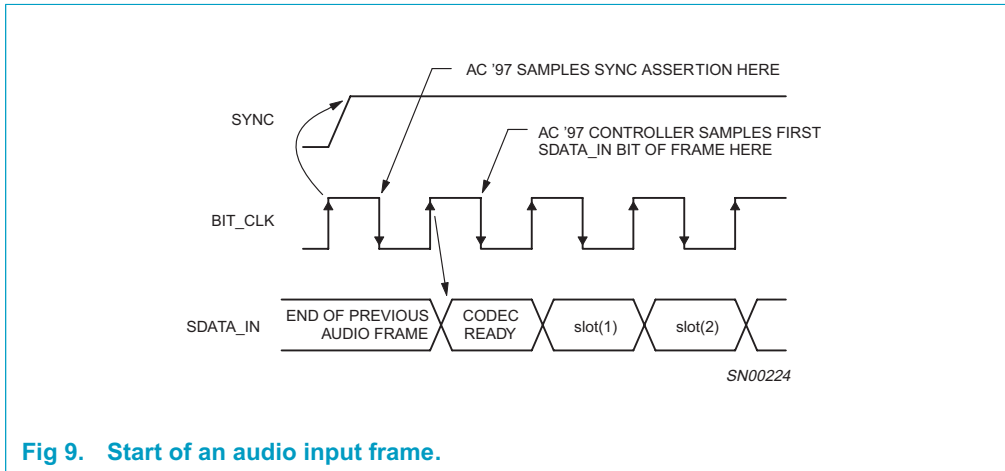 AC '97 SAMPLES SYNC ASSERTION HERE
SYNC
AC '97 CONTROLLER SAMPLES FIRST
SDATA_IN BIT OF FRAME HERE
BIT_CLK
SDATA_IN
END OF PREVIOUS
AUDIO FRAME
CODEC
READY
slot(1)
slot(2)
SN00224
Fig 9. Start of an audio input frame.